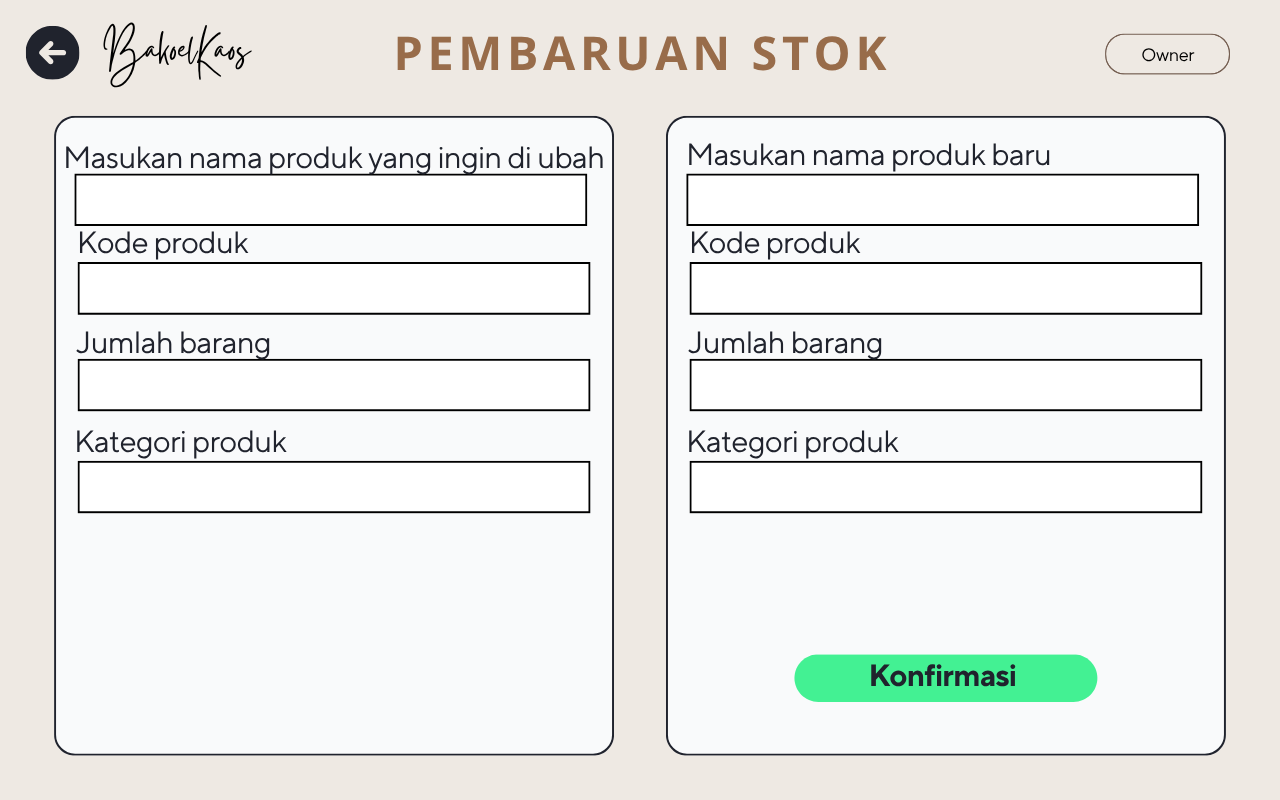 BakoelKaos
PEMBARUAN STOK
Owner
Masukan nama produk yang ingin di ubah
Kode produk
Jumlah barang
Kategori produk
Masukan nama produk baru
Kode produk
Jumlah barang
Kategori produk
Konfirmasi